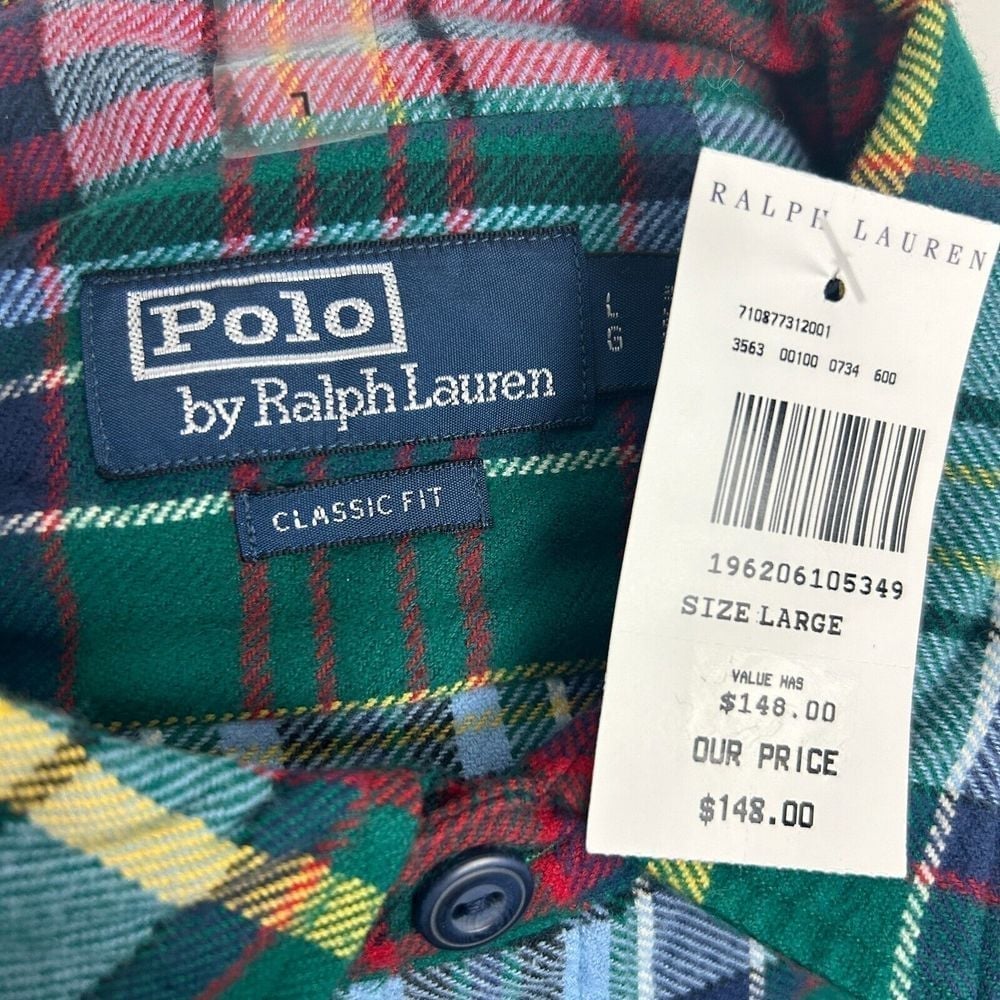 L
Polo
by Ralph Lauren
L
G
CLASSIC FIT
RALPH LAUREN
710877312001
3563 00100 0734 600
196206105349
SIZE LARGE
VALUE WAS
$148.00
OUR PRICE
$148.00